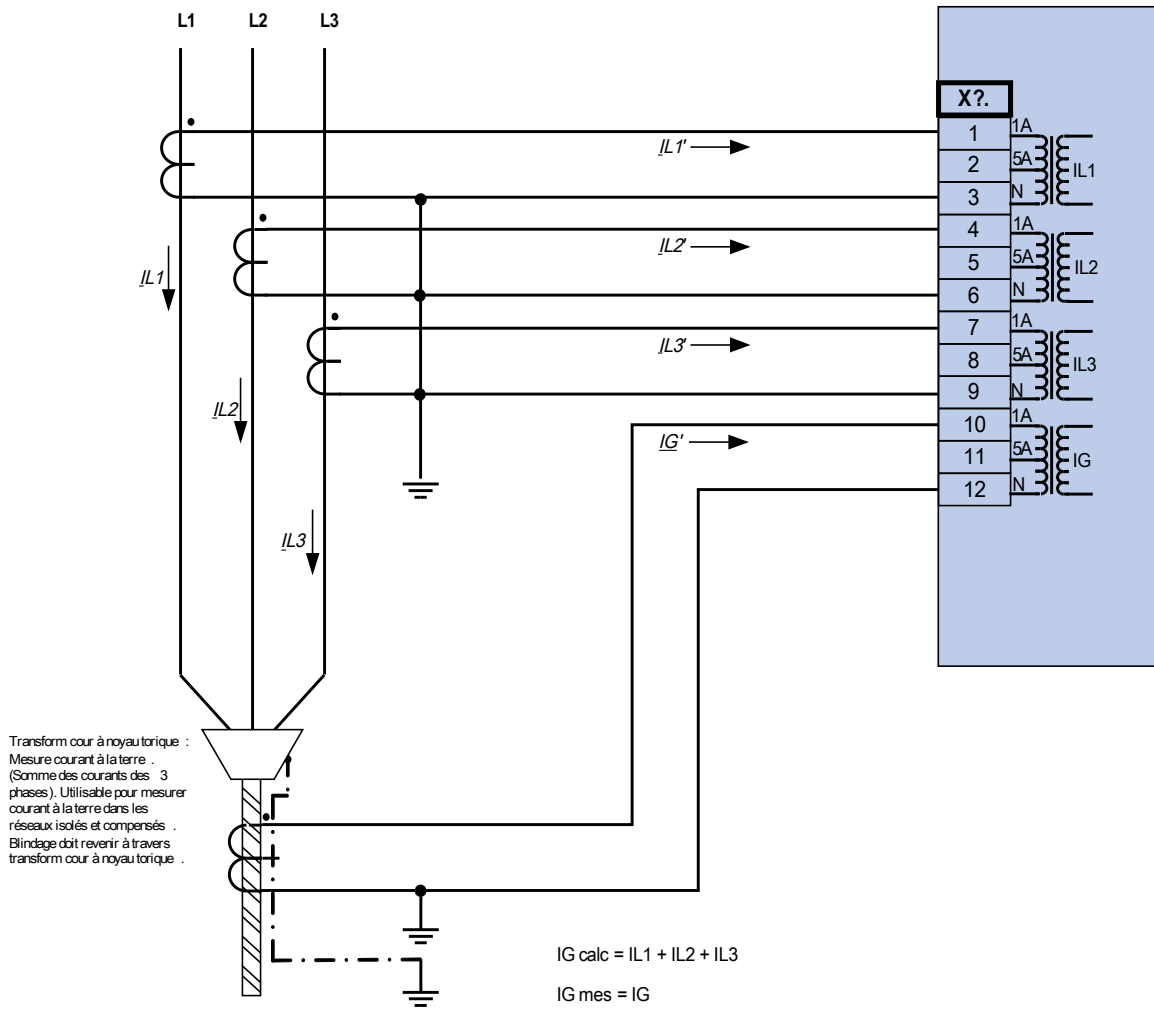 L1 L2 L3
X?.
1 1A
IL1'
2 5A IL1
3 N
4 1A
IL2'
5 5A IL2
6 N
IL1
7 1A
IL3'
8 5A IL3
9 N
IL2
10 1A
IG'
11 5A IG
12 N
IL3
Transform cour à noyau torique :
Mesure courant à la terre .
(Somme des courants des 3
phases). Utilisable pour mesurer
courant à la terre dans les
réseaux isolés et compensés .
Blindage doit revenir à travers
transform cour à noyau torique .
IG calc = IL1 + IL2 + IL3
IG mes = IG